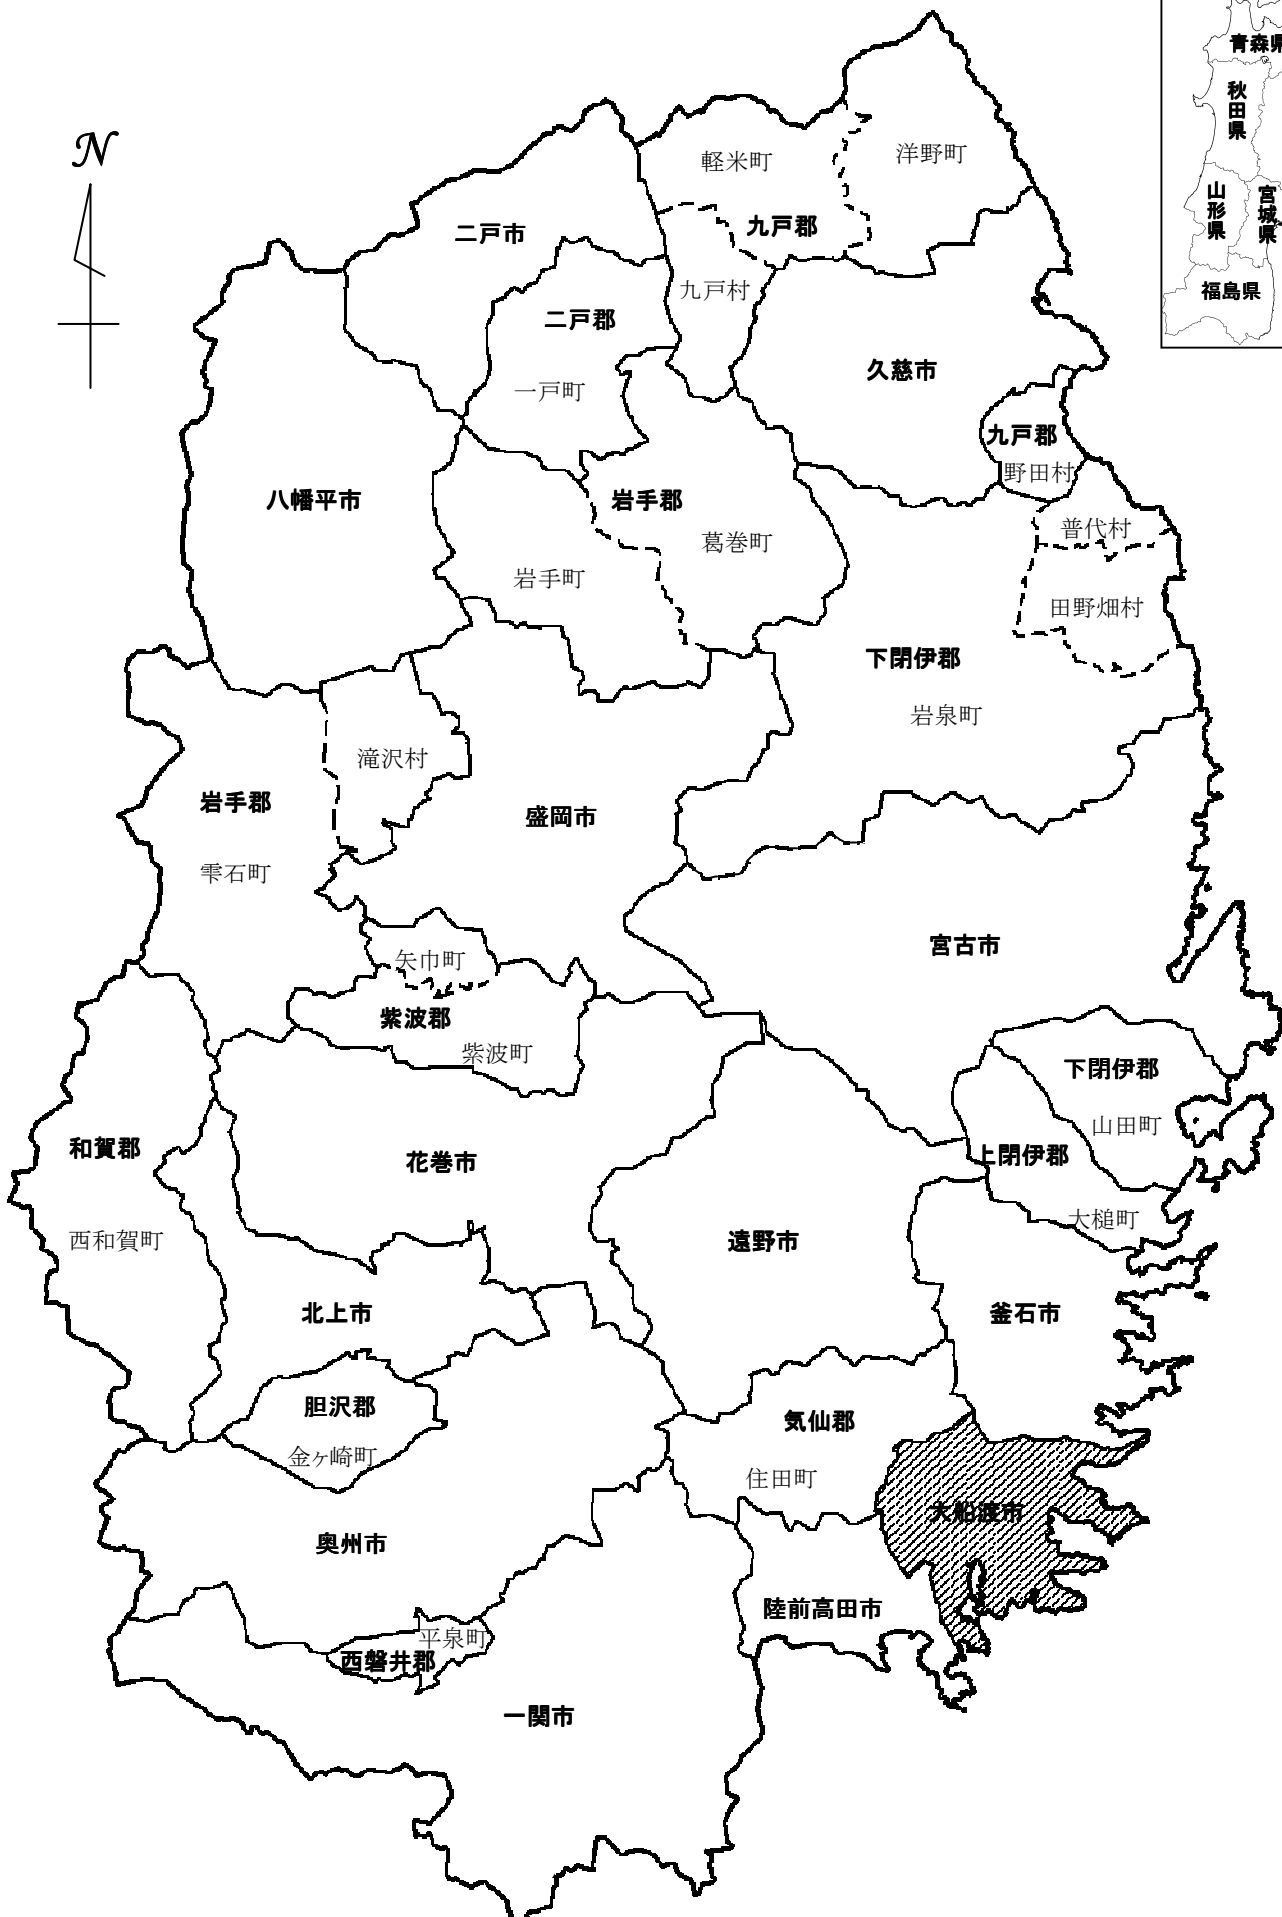 N
青森県
秋田県
山形県
宮城県
福島県
軽米町
洋野町
二戸市
九戸郡
九戸村
二戸郡
一戸町
久慈市
九戸郡
野田村
八幡平市
岩手郡
葛巻町
岩手町
普代村
田野畑村
下閉伊郡
岩泉町
滝沢村
岩手郡
雫石町
盛岡市
宮古市
矢巾町
紫波郡
紫波町
下閉伊郡
山田町
上閉伊郡
大槌町
和賀郡
西和賀町
花巻市
遠野市
北上市
釜石市
胆沢郡
金ヶ崎町
気仙郡
住田町
大船渡市
奥州市
陸前高田市
平泉町
西磐井郡
一関市